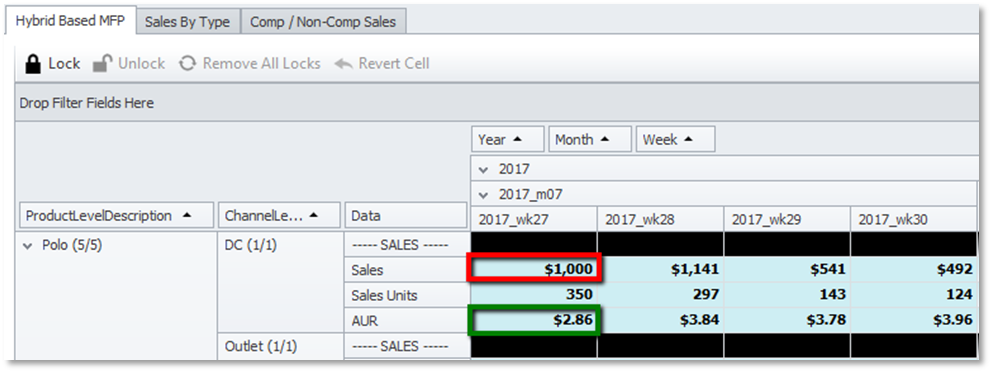 Hybrid Based MFP Sales By Type Comp / Non-Comp Sales
Lock Unlock Remove All Locks Revert Cell
Drop Filter Fields Here
Year Month Week
2017
2017_m07
ProductLevelDescription ChannelLe... Data 2017_wk27 2017_wk28 2017_wk29 2017_wk30
Polo (5/5) DC (1/1) ----- SALES -----
Sales $1,000 $1,141 $541 $492
Sales Units 350 297 143 124
AUR $2.86 $3.84 $3.78 $3.96
Outlet (1/1) ----- SALES -----